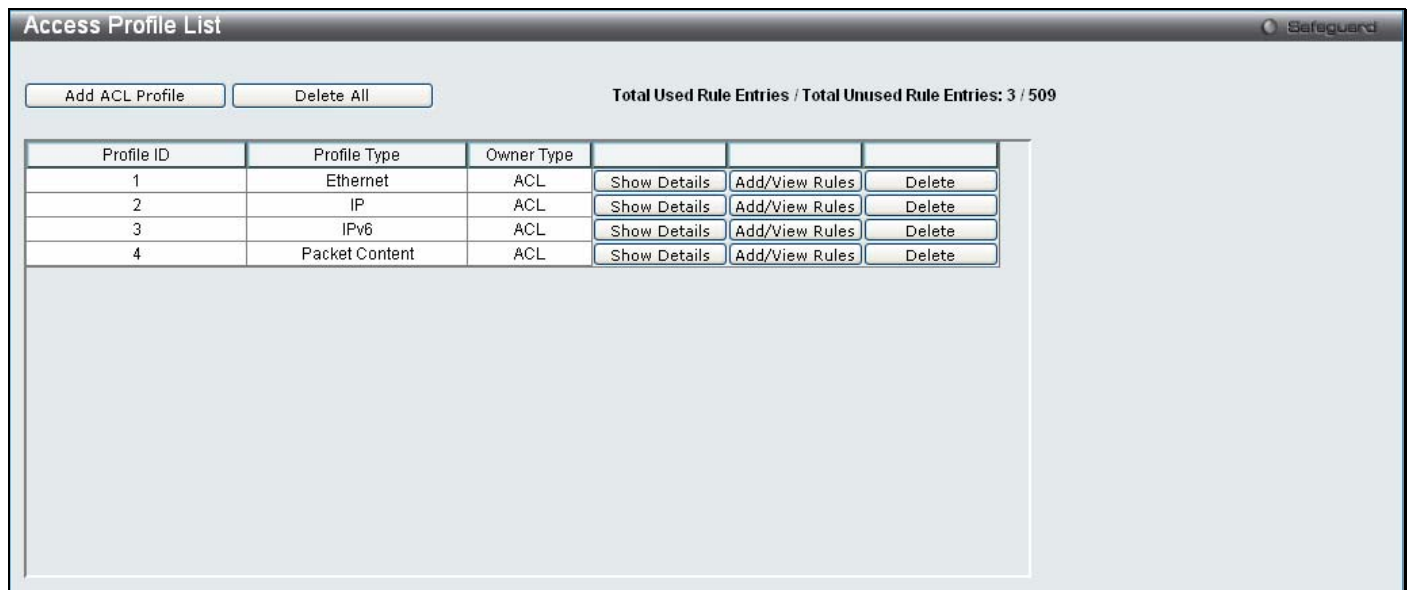 Access Profile List
Safeguard
Add ACL Profile Delete All Total Used Rule Entries / Total Unused Rule Entries: 3 / 509
Profile ID Profile Type Owner Type
1 Ethernet ACL Show Details Add/View Rules Delete
2 IP ACL Show Details Add/View Rules Delete
3 IPv6 ACL Show Details Add/View Rules Delete
4 Packet Content ACL Show Details Add/View Rules Delete